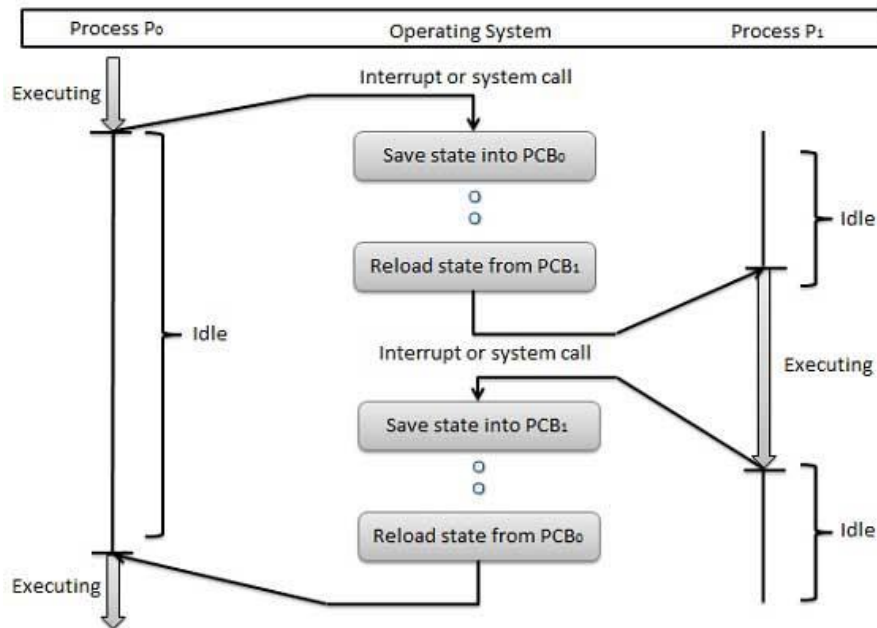 Process P₀ Operating System Process P₁
Interrupt or system call
Executing
Save state into PCB₀
Idle
Reload state from PCB₁
Idle
Interrupt or system call
Executing
Save state into PCB₁
Reload state from PCB₀
Idle
Executing